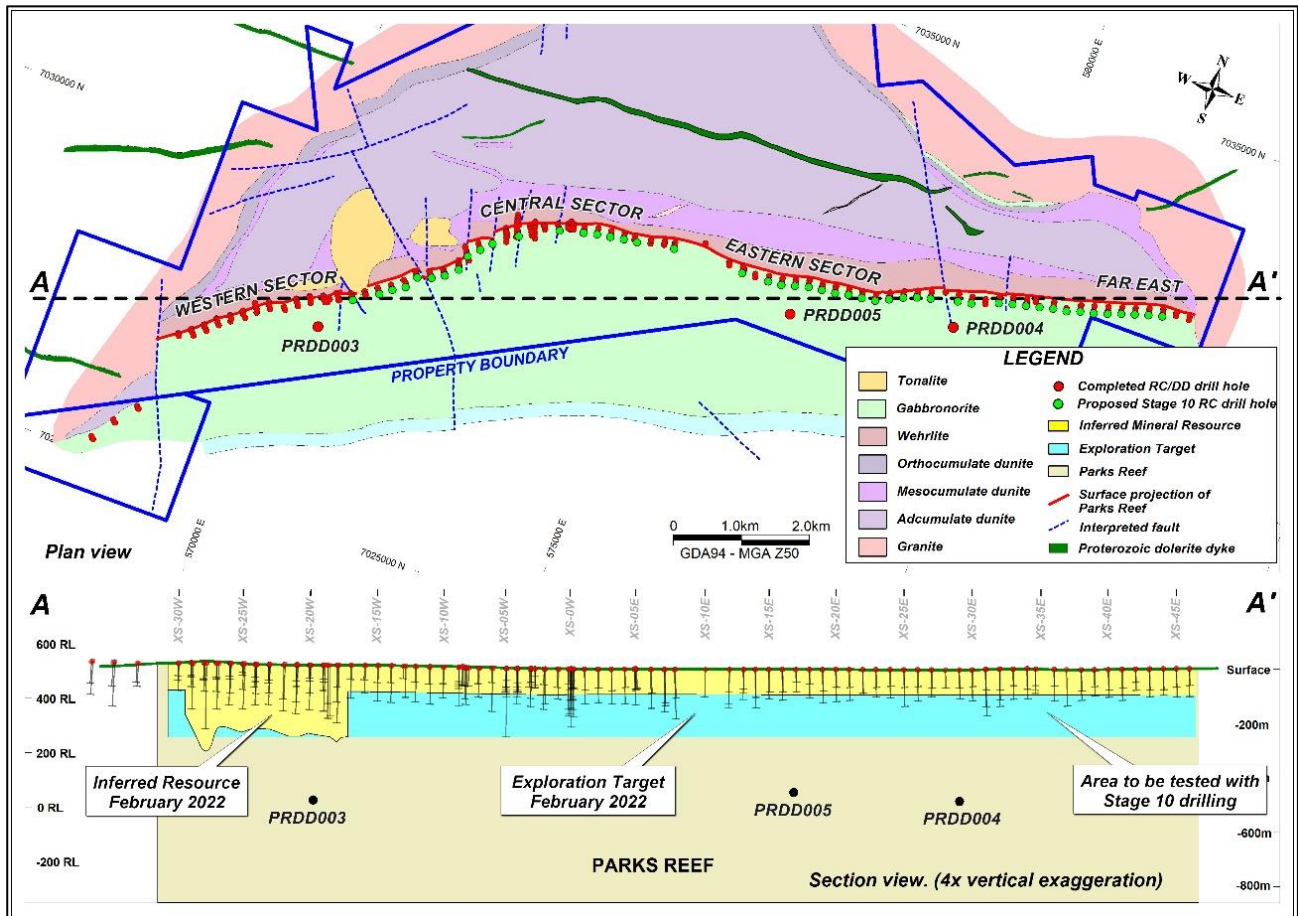 7030000 N
7035000 N
580000 E
N
W
E
S
7035000 N
CENTRAL SECTOR
WESTERN SECTOR
EASTERN SECTOR
FAR EAST
A
A'
PRDD003
PRDD005
PRDD004
PROPERTY BOUNDARY
570000 E
7025000 N
575000 E
Plan view
0 1.0km 2.0km
GDA94 - MGA Z50
LEGEND
Tonalite
Gabbronorite
Wehrlite
Orthocumulate dunite
Mesocumulate dunite
Adcumulate dunite
Granite
Completed RC/DD drill hole
Proposed Stage 10 RC drill hole
Inferred Mineral Resource
Exploration Target
Parks Reef
Surface projection of
Parks Reef
Interpreted fault
Proterozoic dolerite dyke
A
A'
XS-30W
XS-25W
XS-20W
XS-15W
XS-10W
XS-05W
XS-0W
XS-05E
XS-10E
XS-15E
XS-20E
XS-25E
XS-30E
XS-35E
XS-40E
XS-45E
600 RL
400 RL
200 RL
0 RL
-200 RL
Surface
-200m
-600m
-800m
Inferred Resource
February 2022
Exploration Target
February 2022
Area to be tested with
Stage 10 drilling
PRDD003
PRDD005
PRDD004
PARKS REEF
Section view. (4x vertical exaggeration)